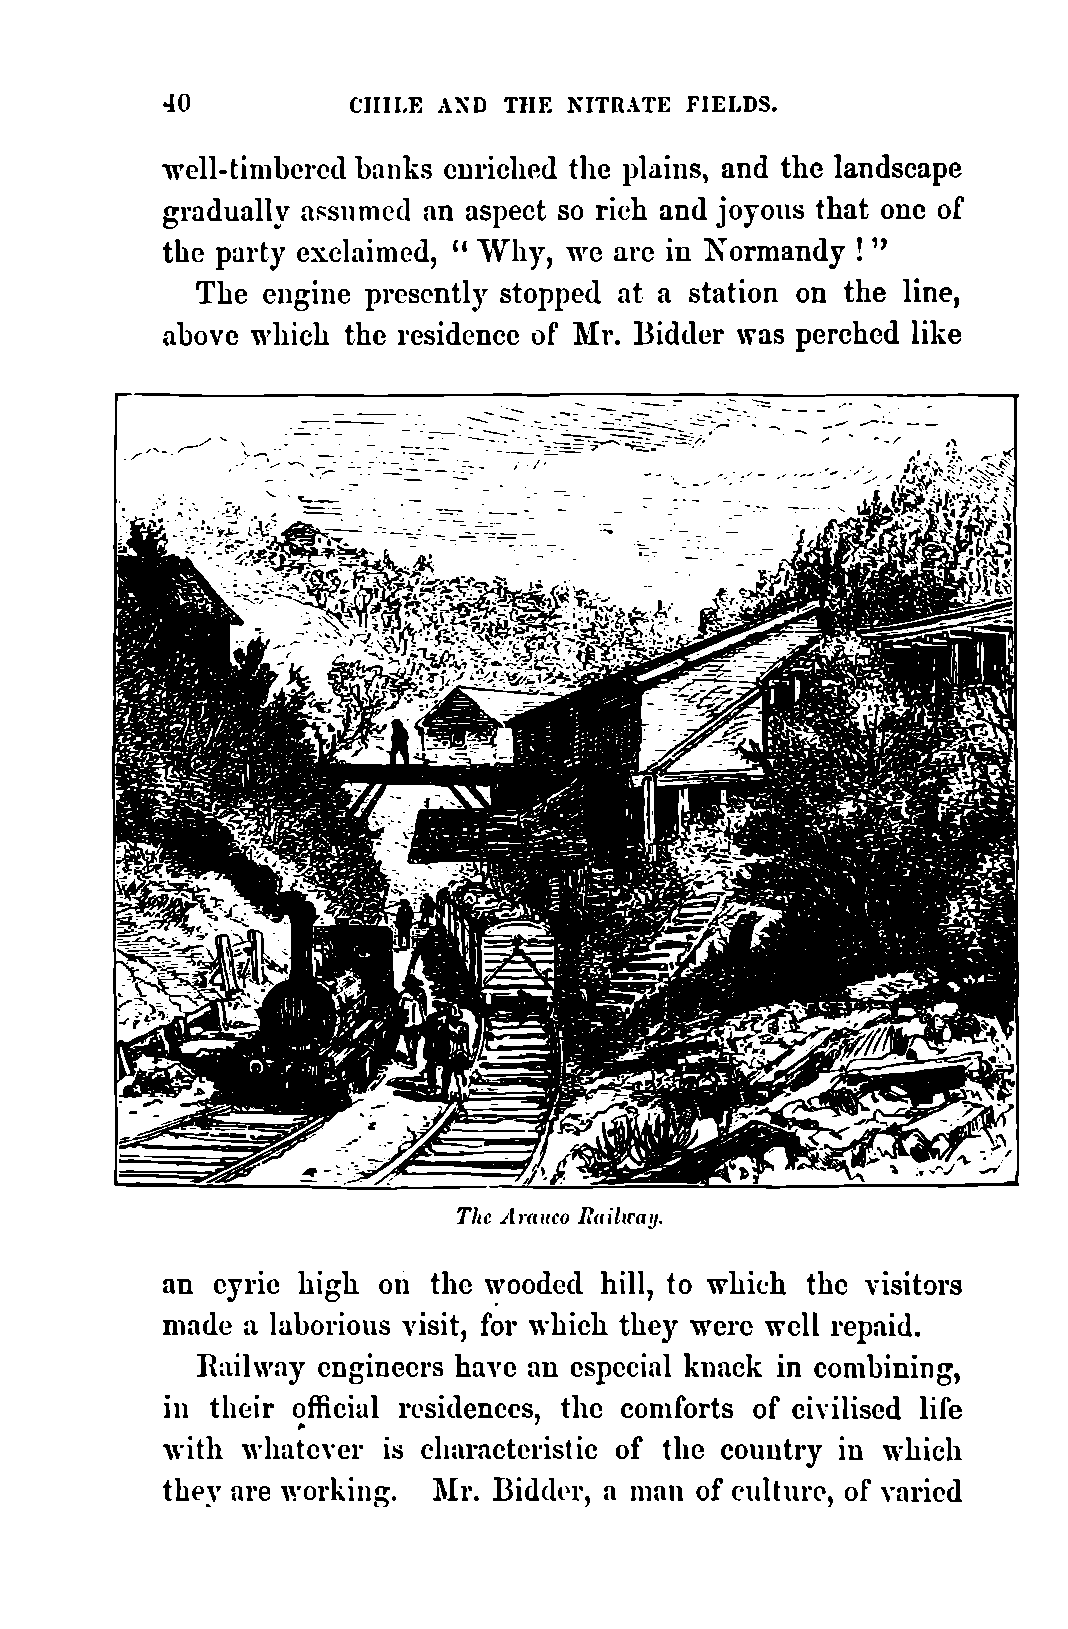 40 CHILE AND THE NITRATE FIELDS.
well-timbered banks enriched the plains, and the landscape
gradually assumed an aspect so rich and joyous that one of
the party exclaimed, “ Why, we are in Normandy ! ”
The engine presently stopped at a station on the line,
above which the residence of Mr. Bidder was perched like
The Arauco Railway.
an eyrie high on the wooded hill, to which the visitors
made a laborious visit, for which they were well repaid.
Railway engineers have an especial knack in combining,
in their official residences, the comforts of civilised life
with whatever is characteristic of the country in which
they are working. Mr. Bidder, a man of culture, of varied